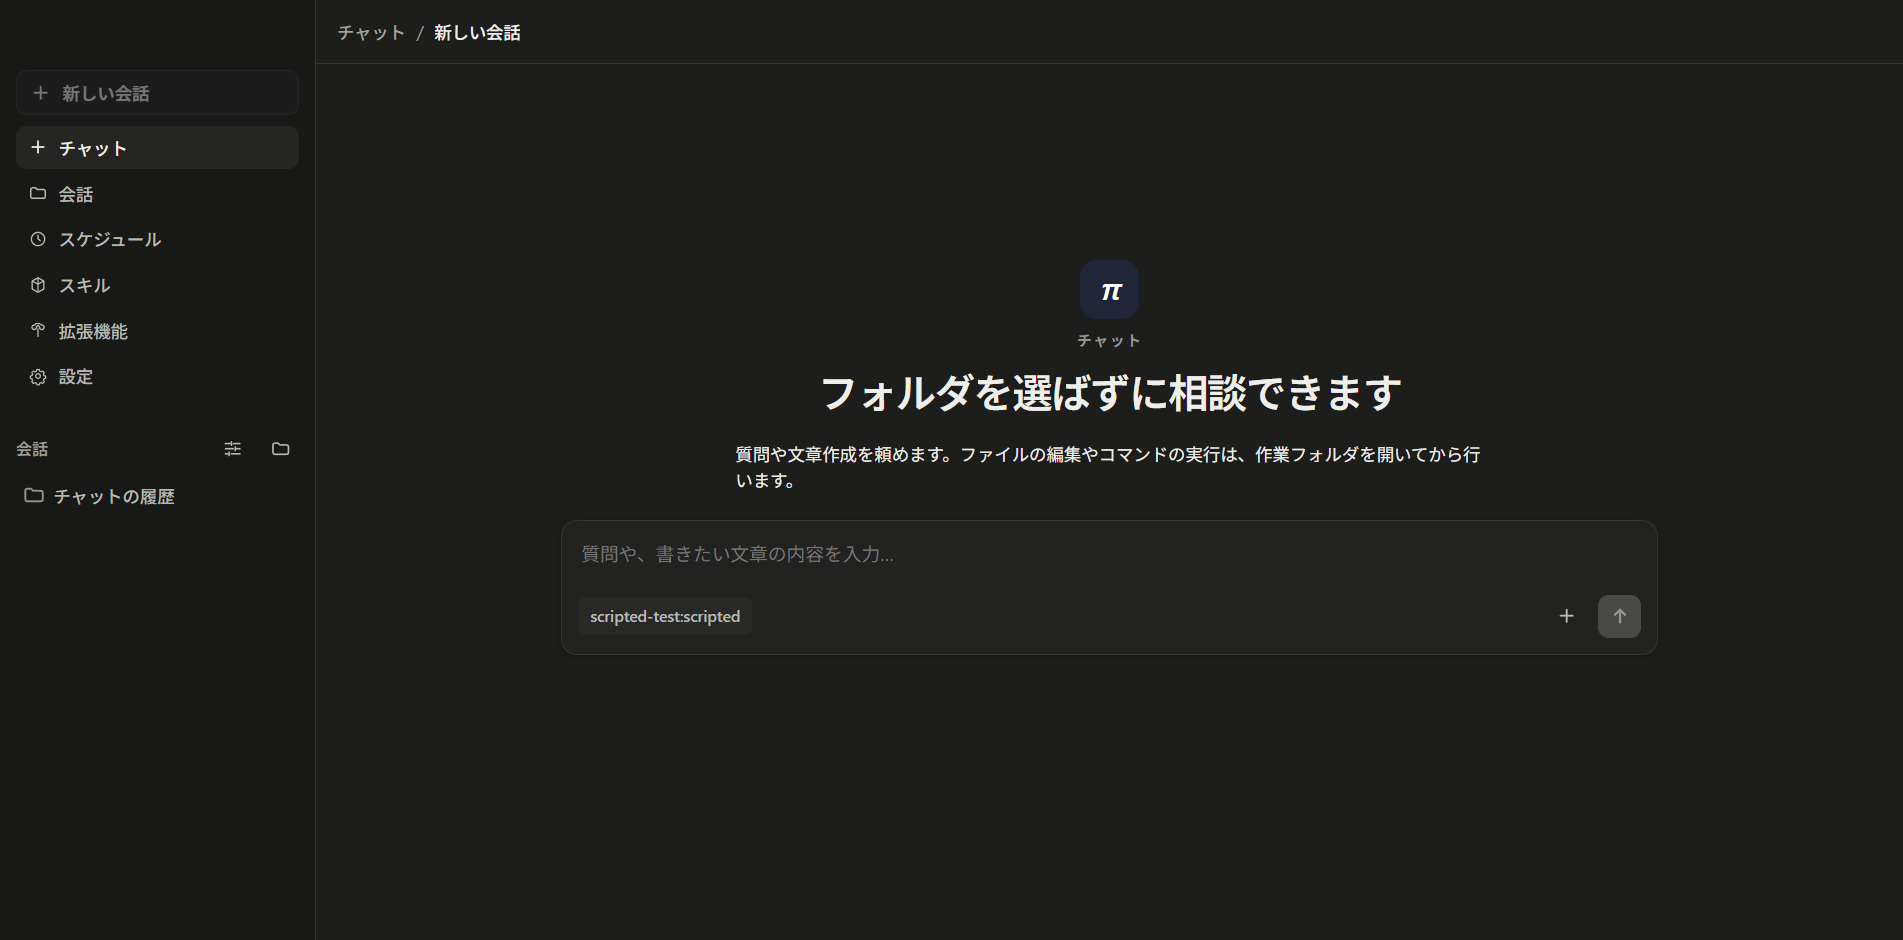 チャット / 新しい会話
新しい会話
チャット
会話
スケジュール
スキル
拡張機能
設定
会話
チャットの履歴
π
チャット
フォルダを選ばずに相談できます
質問や文章作成を頼めます。ファイルの編集やコマンドの実行は、作業フォルダを開いてから行
います。
質問や、書きたい文章の内容を入力...
scripted-test:scripted